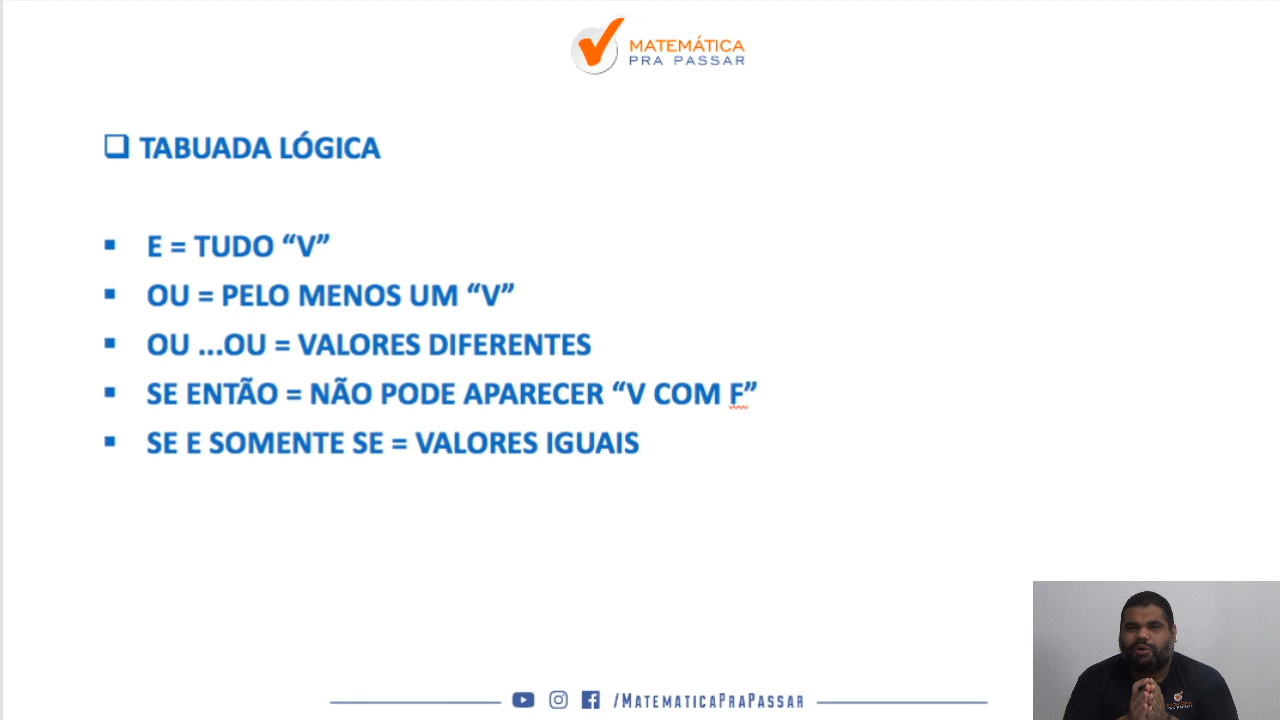 MATEMÁTICA
PRA PASSAR
TABUADA LÓGICA
E = TUDO “V”
OU = PELO MENOS UM “V”
OU ...OU = VALORES DIFERENTES
SE ENTÃO = NÃO PODE APARECER “V COM F”
SE E SOMENTE SE = VALORES IGUAIS
/MATEMATICAPRAPASSAR